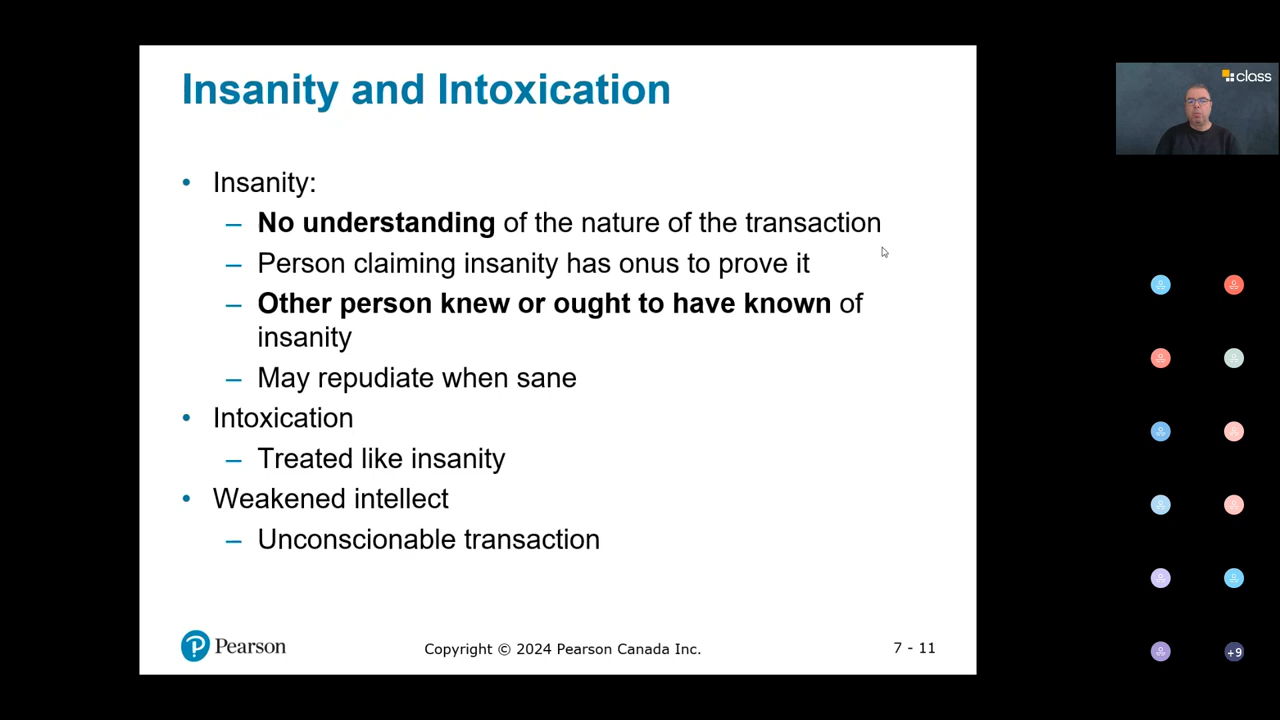 Insanity and Intoxication
class
• Insanity:
– No understanding of the nature of the transaction
– Person claiming insanity has onus to prove it
– Other person knew or ought to have known of
insanity
– May repudiate when sane
• Intoxication
– Treated like insanity
• Weakened intellect
– Unconscionable transaction
Pearson
Copyright © 2024 Pearson Canada Inc.
7 - 11
+9